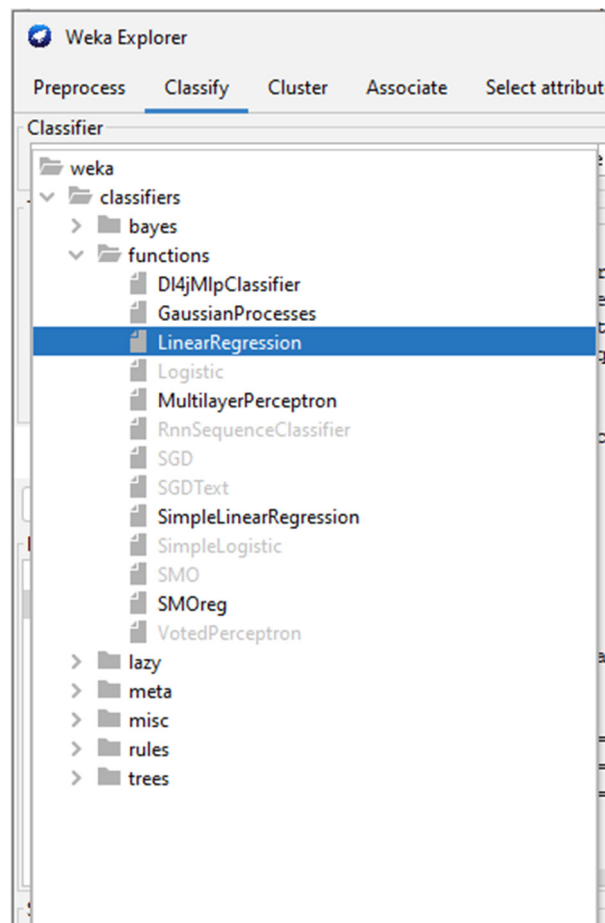 Weka Explorer
Preprocess Classify Cluster Associate Select attribut
Classifier
weka
classifiers
bayes
functions
Dl4jMlpClassifier
GaussianProcesses
LinearRegression
Logistic
MultilayerPerceptron
RnnSequenceClassifier
SGD
SGDText
SimpleLinearRegression
SimpleLogistic
SMO
SMOreg
VotedPerceptron
lazy
meta
misc
rules
trees